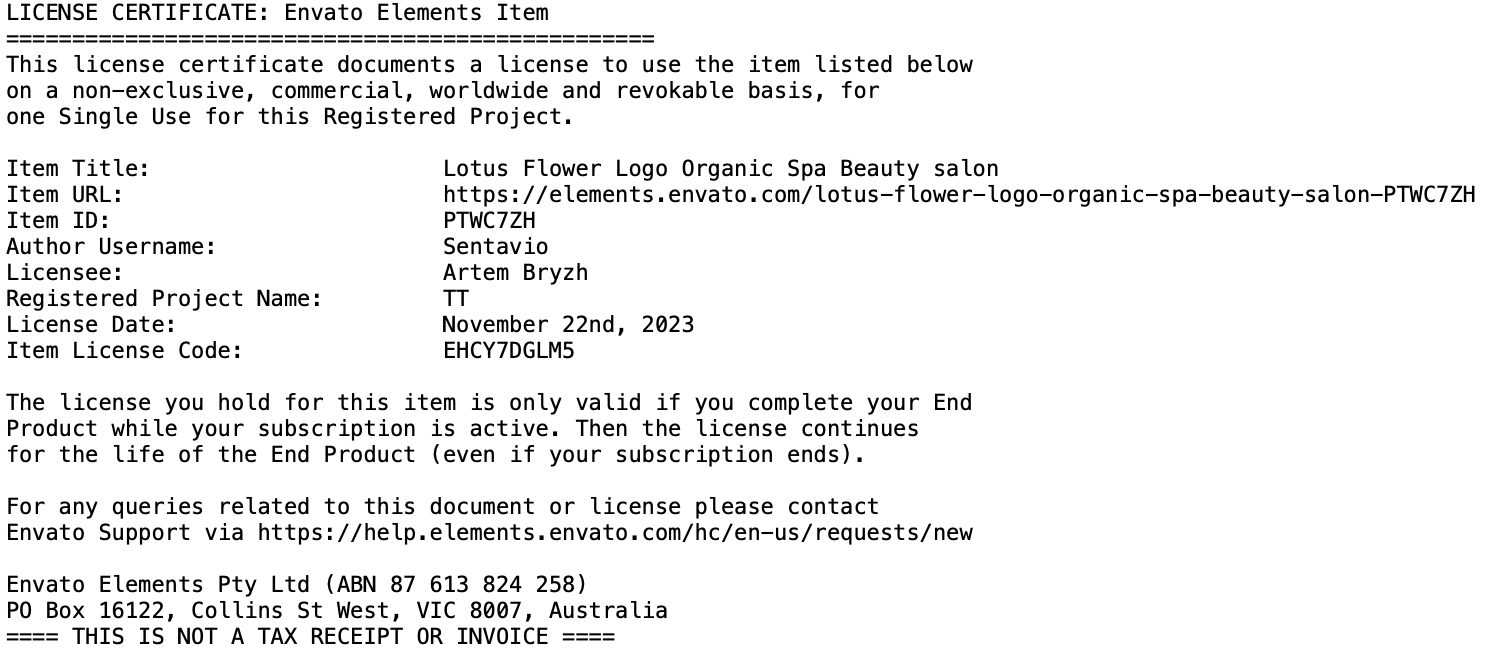 LICENSE CERTIFICATE: Envato Elements Item
=================================================
This license certificate documents a license to use the item listed below
on a non-exclusive, commercial, worldwide and revokable basis, for
one Single Use for this Registered Project.

Item Title: Lotus Flower Logo Organic Spa Beauty salon
Item URL: https://elements.envato.com/lotus-flower-logo-organic-spa-beauty-salon-PTWC7ZH
Item ID: PTWC7ZH
Author Username: Sentavio
Licensee: Artem Bryzh
Registered Project Name: TT
License Date: November 22nd, 2023
Item License Code: EHCY7DGLM5

The license you hold for this item is only valid if you complete your End
Product while your subscription is active. Then the license continues
for the life of the End Product (even if your subscription ends).

For any queries related to this document or license please contact
Envato Support via https://help.elements.envato.com/hc/en-us/requests/new

Envato Elements Pty Ltd (ABN 87 613 824 258)
PO Box 16122, Collins St West, VIC 8007, Australia
==== THIS IS NOT A TAX RECEIPT OR INVOICE ====